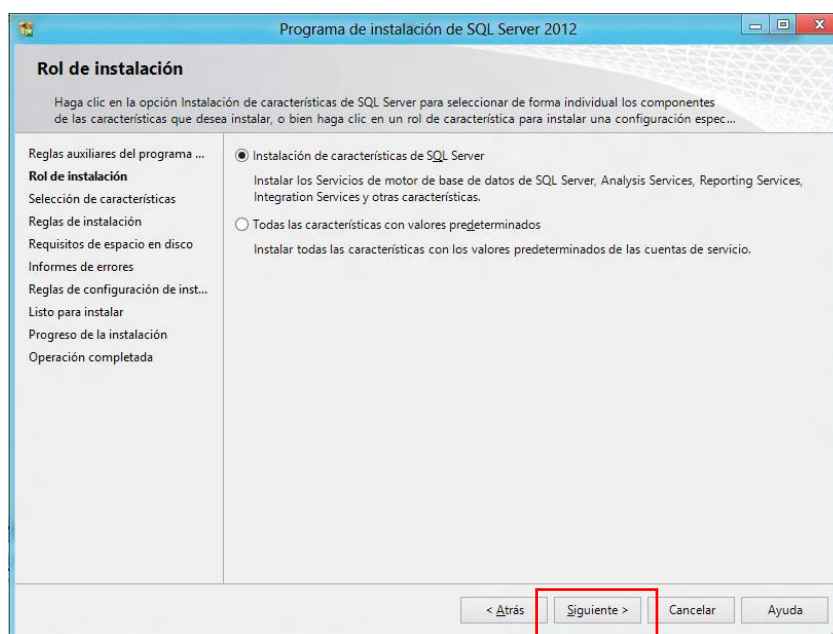 Programa de instalación de SQL Server 2012
Rol de instalación
Haga clic en la opción Instalación de características de SQL Server para seleccionar de forma individual los componentes
de las características que desea instalar, o bien haga clic en un rol de característica para instalar una configuración espec...
Reglas auxiliares del programa ...
Rol de instalación
Selección de características
Reglas de instalación
Requisitos de espacio en disco
Informes de errores
Reglas de configuración de inst...
Listo para instalar
Progreso de la instalación
Operación completada
Instalación de características de SQL Server
Instalar los Servicios de motor de base de datos de SQL Server, Analysis Services, Reporting Services,
Integration Services y otras características.
Todas las características con valores predeterminados
Instalar todas las características con los valores predeterminados de las cuentas de servicio.
< Atrás
Siguiente >
Cancelar
Ayuda